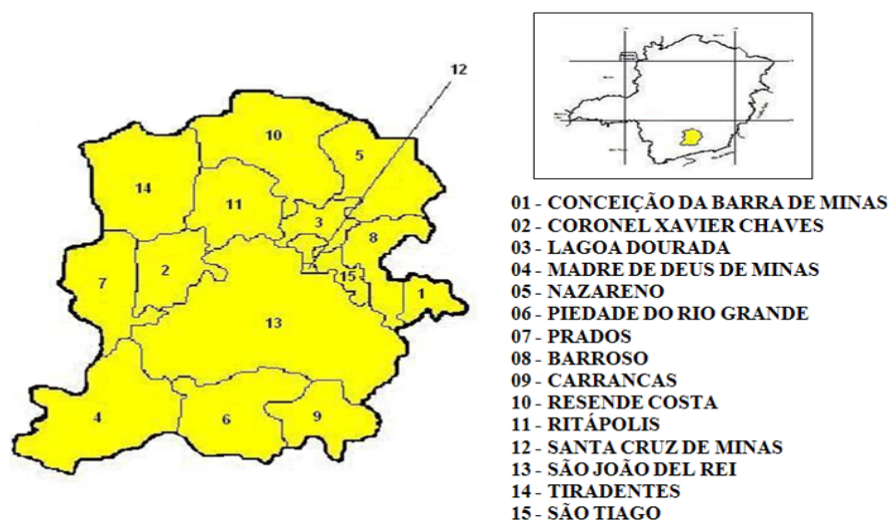 12
10
5
14
11
3
8
2
7
15
1
13
4
6
9
01 - CONCEIÇÃO DA BARRA DE MINAS
02 - CORONEL XAVIER CHAVES
03 - LAGOA DOURADA
04 - MADRE DE DEUS DE MINAS
05 - NAZARENO
06 - PIEDADE DO RIO GRANDE
07 - PRADOS
08 - BARROSO
09 - CARRANCAS
10 - RESENDE COSTA
11 - RITÁPOLIS
12 - SANTA CRUZ DE MINAS
13 - SÃO JOÃO DEL REI
14 - TIRADENTES
15 - SÃO TIAGO